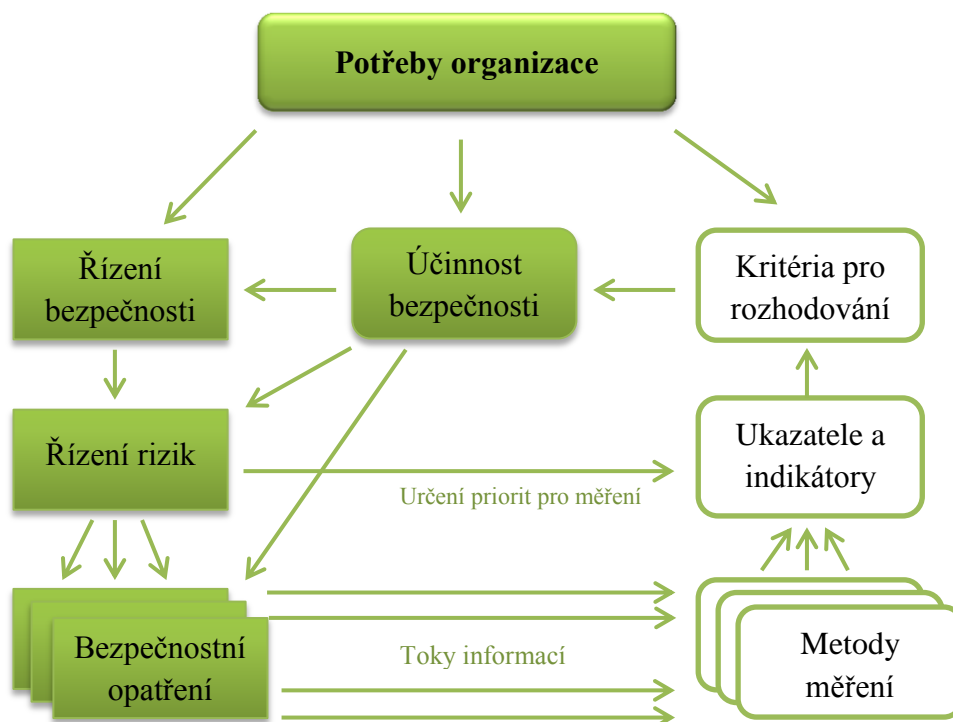 Potřeby organizace
Řízení
bezpečnosti
Účinnost
bezpečnosti
Kritéria pro
rozhodování
Řízení rizik
Určení priorit pro měření
Ukazatele a
indikátory
Bezpečnostní
opatření
Toky informací
Metody
měření